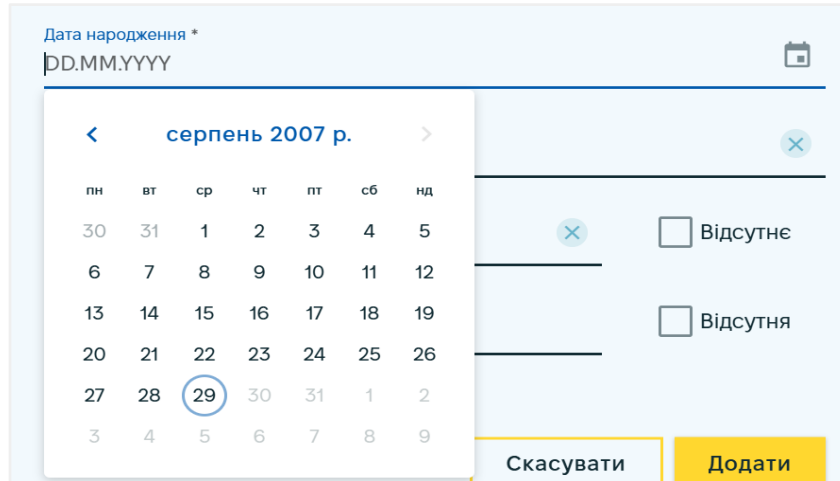 Дата народження *
DD.MM.YYYY
серпень 2007 р.
пн вт ср чт пт сб нд
30 31 1 2 3 4 5
6 7 8 9 10 11 12
13 14 15 16 17 18 19
20 21 22 23 24 25 26
27 28 29 30 31 1 2
3 4 5 6 7 8 9
Відсутнє
Відсутня
Скасувати
Додати